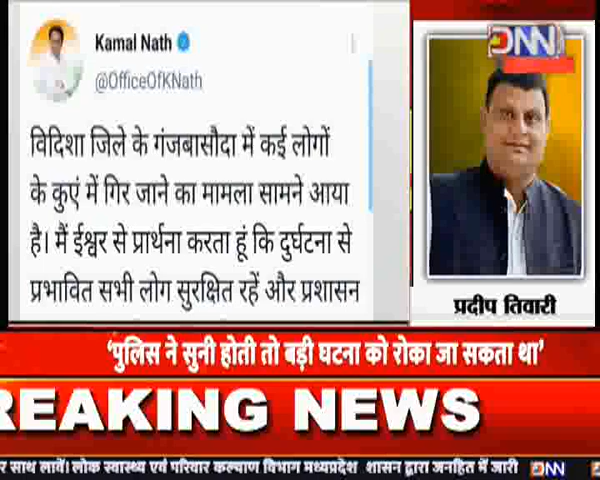 Kamal Nath
@OfficeOfKNath
विदिशा जिले के गंजबासौदा में कई लोगों
के कुएं में गिर जाने का मामला सामने आया
है। मैं ईश्वर से प्रार्थना करता हूं कि दुर्घटना से
प्रभावित सभी लोग सुरक्षित रहें और प्रशासन
DNN
प्रदीप तिवारी
‘पुलिस ने सुनी होती तो बड़ी घटना को रोका जा सकता था’
REAKING NEWS
र साथ लावें। लोक स्वास्थ्य एवं परिवार कल्याण विभाग मध्यप्रदेश शासन द्वारा जनहित में जारी DNN